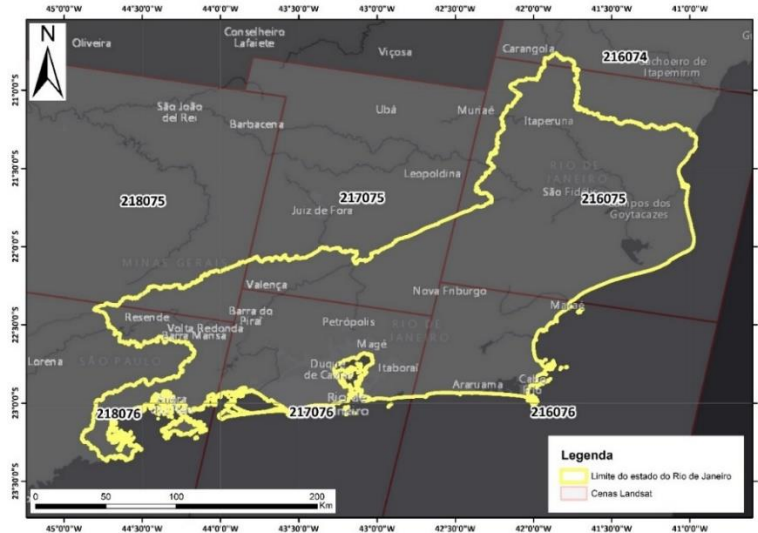 N
Oliveira
Conselheiro
Lafaiete
Viçosa
Carangola
216074
Itapemirim
São João
del Rei
Barbacena
Ubá
Muriaé
Itaperuna
Leopoldina
RIO DE
JANEIRO
São Fidélis
216075
Campos dos
Goytacazes
218075
217075
Juiz de Fora
MINAS GERAIS
Valença
Nova Friburgo
Macaé
Resende
Volta Redonda
Barra Mansa
Barra do
Piraí
Petrópolis
RIO DE
JANEIRO
Magé
Lorena
SÃO PAULO
Duque
de Caxias
Itaboraí
Araruama
Cabo
Frio
218076
217076
Rio de
Janeiro
216076
21°0'0"S
21°30'0"S
22°0'0"S
22°30'0"S
23°0'0"S
23°30'0"S
Legenda
Limite do estado do Rio de Janeiro
Cenas Landsat
0 50 100 200
Km
45°0'0"W 44°30'0"W 44°0'0"W 43°30'0"W 43°0'0"W 42°30'0"W 42°0'0"W 41°30'0"W 41°0'0"W